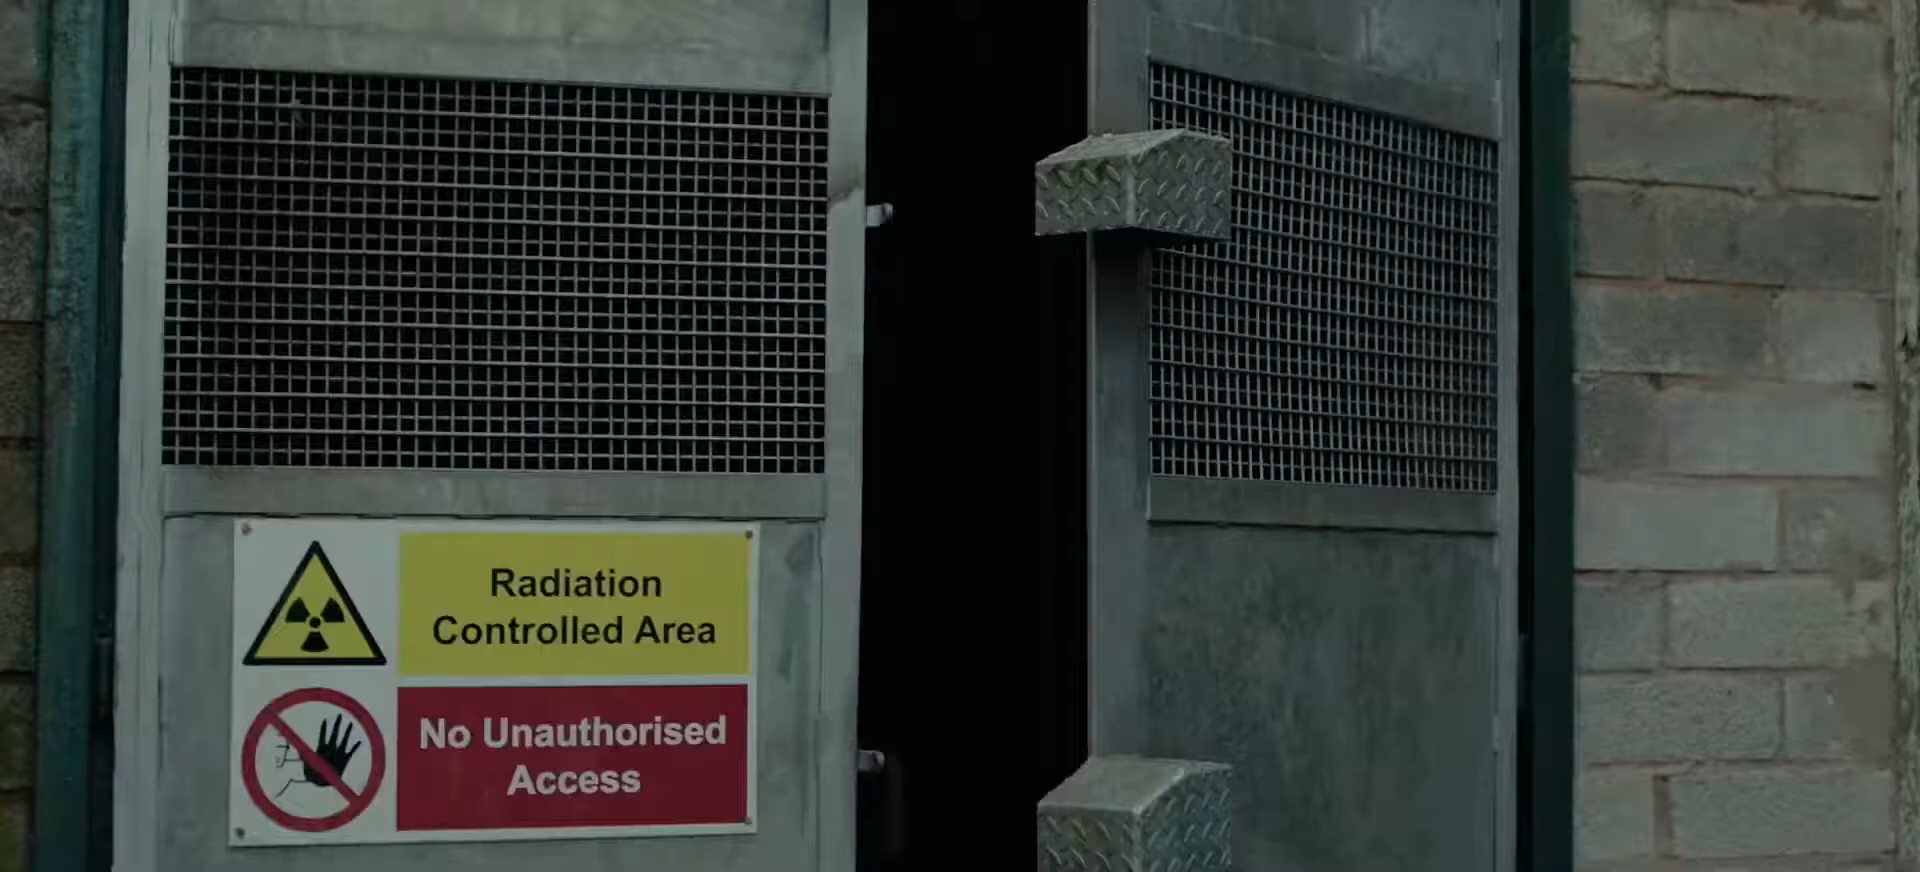 Radiation
Controlled Area
No Unauthorised
Access